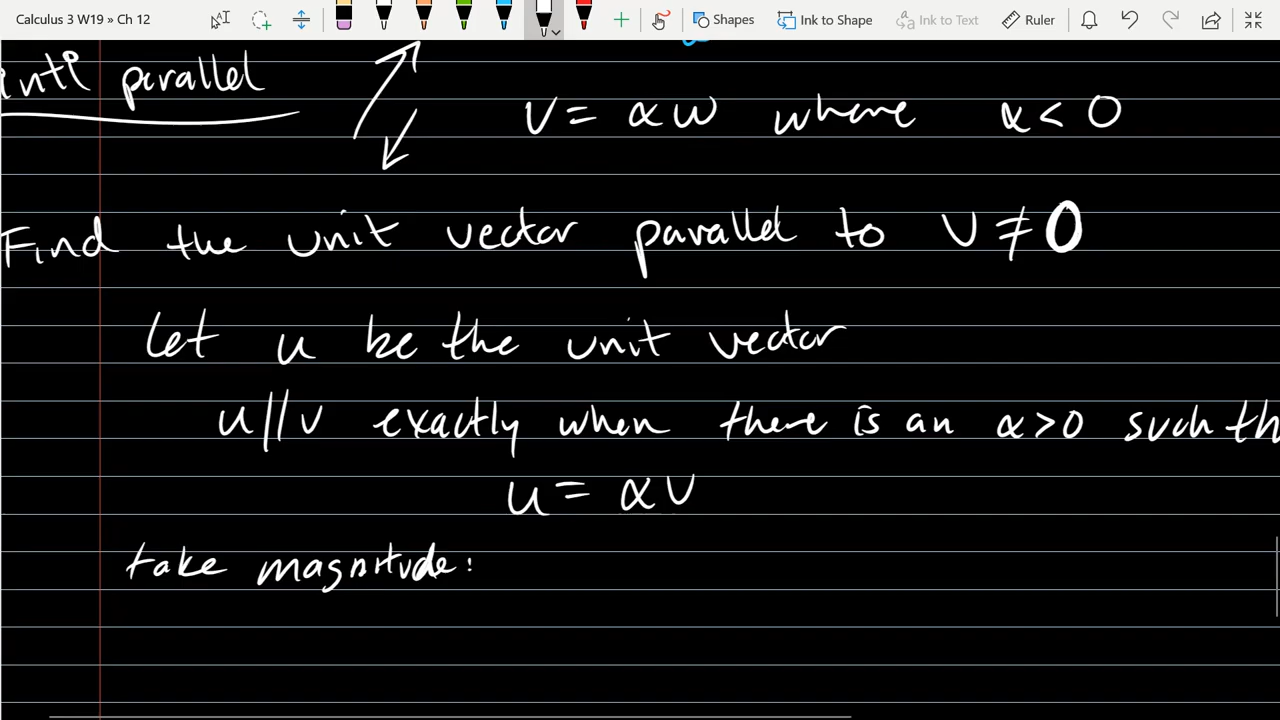 Calculus 3 W19 » Ch 12
Shapes
Ink to Shape
Ink to Text
Ruler
inti parallel
v = αw where α < 0
Find the unit vector parallel to v ≠ 0
Let u be the unit vector
u // v exactly when there is an α > 0 such th
u = αv
take magnitude: